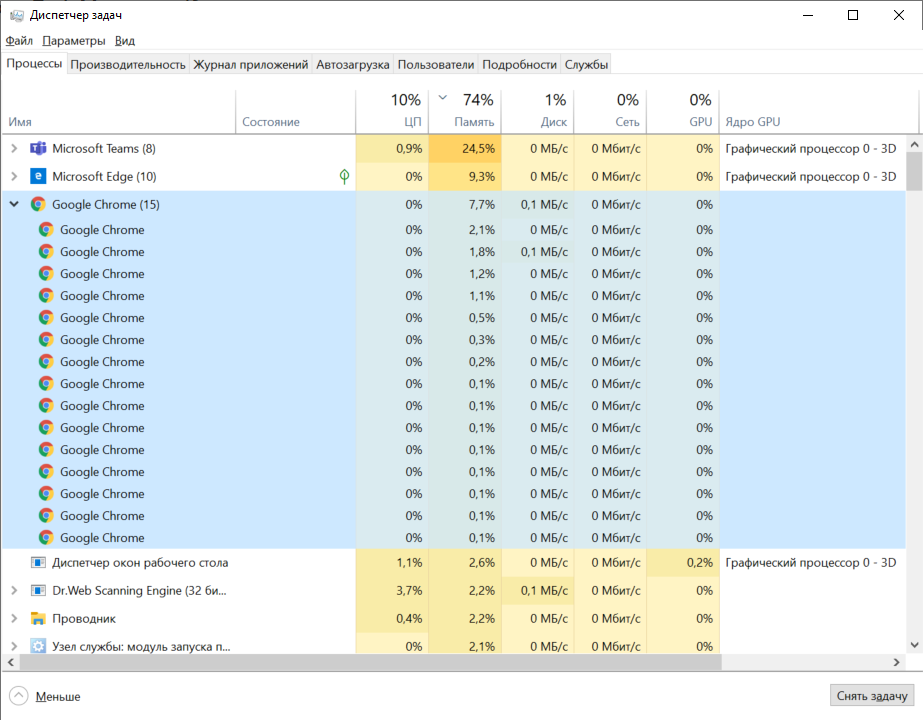 Диспетчер задач
Файл Параметры Вид
Процессы Производительность Журнал приложений Автозагрузка Пользователи Подробности Службы
10% 74% 1% 0% 0%
Имя Состояние ЦП Память Диск Сеть GPU Ядро GPU
Microsoft Teams (8) 0,9% 24,5% 0 МБ/с 0 Мбит/с 0% Графический процессор 0 - 3D
Microsoft Edge (10) 0% 9,3% 0 МБ/с 0 Мбит/с 0% Графический процессор 0 - 3D
Google Chrome (15) 0% 7,7% 0,1 МБ/с 0 Мбит/с 0%
Google Chrome 0% 2,1% 0 МБ/с 0 Мбит/с 0%
Google Chrome 0% 1,8% 0,1 МБ/с 0 Мбит/с 0%
Google Chrome 0% 1,2% 0 МБ/с 0 Мбит/с 0%
Google Chrome 0% 1,1% 0 МБ/с 0 Мбит/с 0%
Google Chrome 0% 0,5% 0 МБ/с 0 Мбит/с 0%
Google Chrome 0% 0,3% 0 МБ/с 0 Мбит/с 0%
Google Chrome 0% 0,2% 0 МБ/с 0 Мбит/с 0%
Google Chrome 0% 0,1% 0 МБ/с 0 Мбит/с 0%
Google Chrome 0% 0,1% 0 МБ/с 0 Мбит/с 0%
Google Chrome 0% 0,1% 0 МБ/с 0 Мбит/с 0%
Google Chrome 0% 0,1% 0 МБ/с 0 Мбит/с 0%
Google Chrome 0% 0,1% 0 МБ/с 0 Мбит/с 0%
Google Chrome 0% 0,1% 0 МБ/с 0 Мбит/с 0%
Google Chrome 0% 0,1% 0 МБ/с 0 Мбит/с 0%
Google Chrome 0% 0,1% 0 МБ/с 0 Мбит/с 0%
Диспетчер окон рабочего стола 1,1% 2,6% 0 МБ/с 0 Мбит/с 0,2% Графический процессор 0 - 3D
Dr.Web Scanning Engine (32 би... 3,7% 2,2% 0,1 МБ/с 0 Мбит/с 0%
Проводник 0,4% 2,2% 0 МБ/с 0 Мбит/с 0%
Узел службы: модуль запуска п... 0% 2,1% 0 МБ/с 0 Мбит/с 0%
Меньше Снять задачу